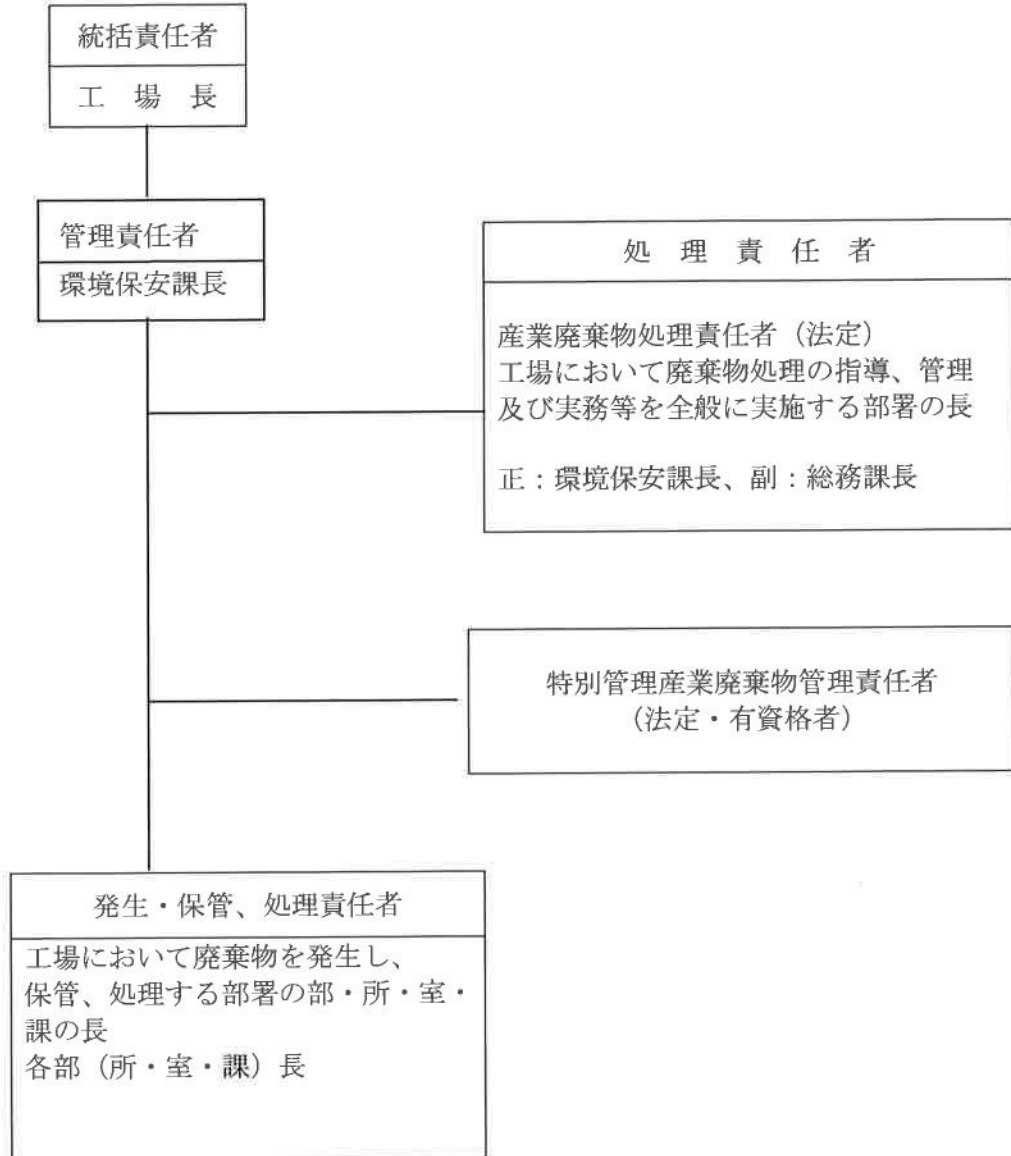 統括責任者
工 場 長
管理責任者
環境保安課長
処 理 責 任 者
産業廃棄物処理責任者（法定）
工場において廃棄物処理の指導、管理
及び実務等を全般に実施する部署の長
正：環境保安課長、副：総務課長
特別管理産業廃棄物管理責任者
（法定・有資格者）
発生・保管、処理責任者
工場において廃棄物を発生し、
保管、処理する部署の部・所・室・
課の長
各部（所・室・課）長